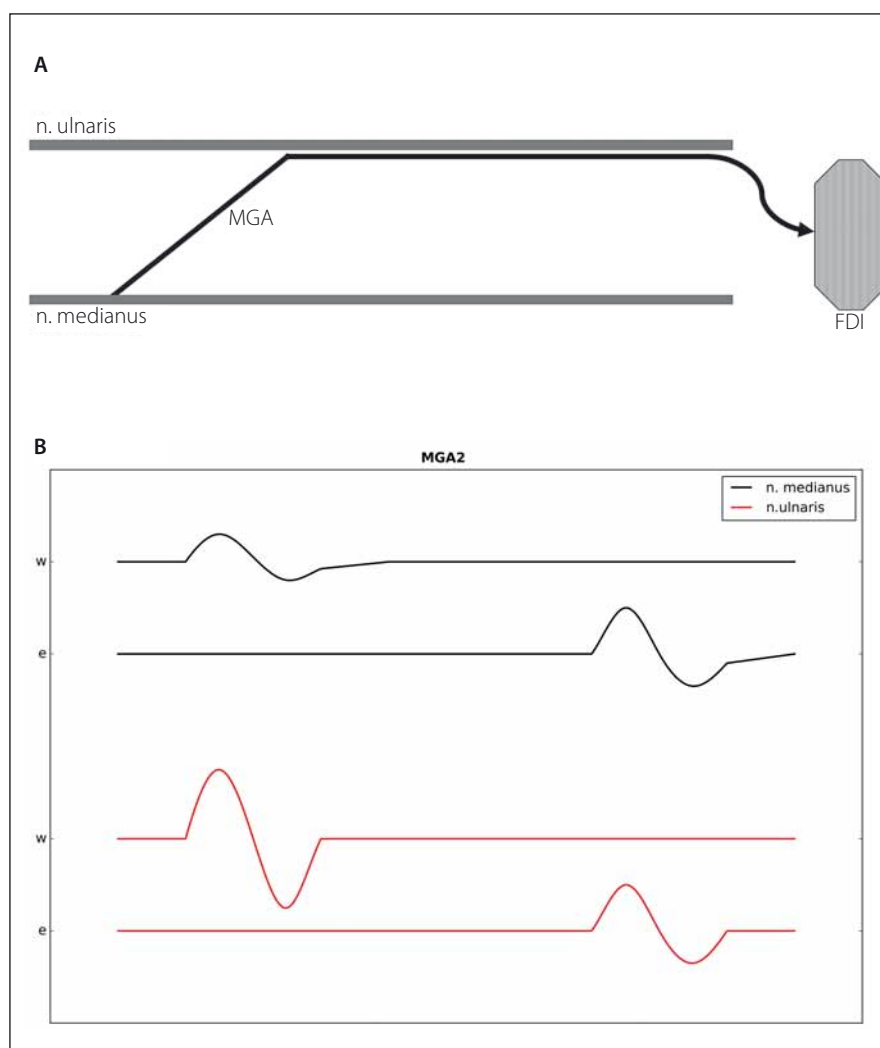 A
n. ulnaris
MGA
n. medianus
FDI
B
MGA2
n. medianus
n.ulnaris
w
e
w
e